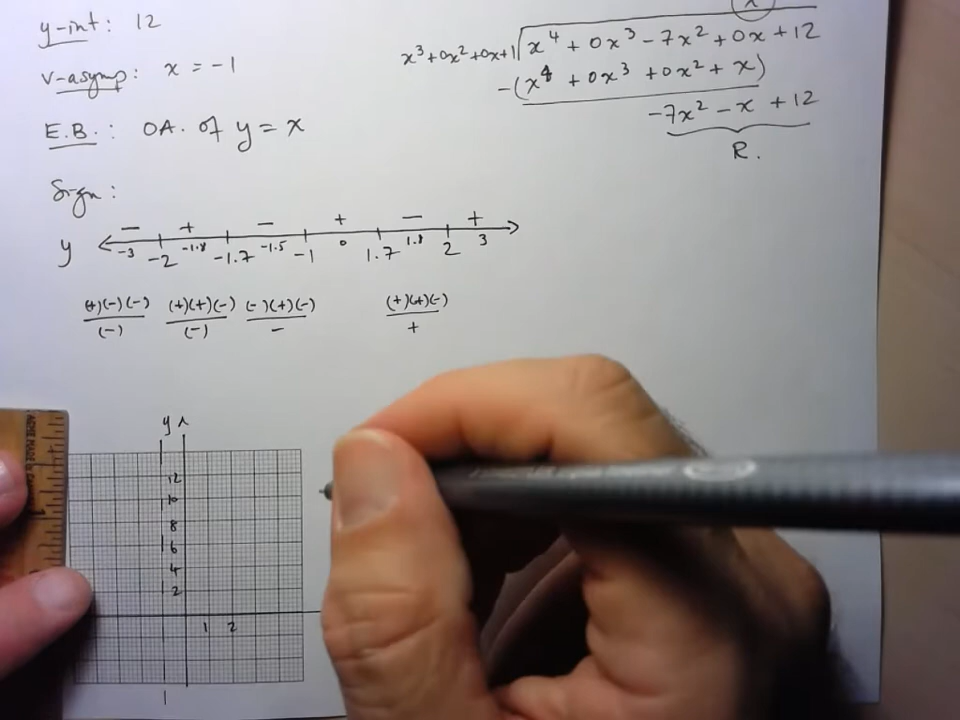 y-int: 12
v-asymp: x = -1
E.B.: OA. of y = x
x
x³+0x²+0x+1 x⁴ + 0x³ - 7x² + 0x + 12
-(x⁴ + 0x³ + 0x² + x)
-7x² - x + 12
R.
Sign:
- + - + - +
y -3 -2 -1.8 -1.7 -1.5 -1 0 1.7 1.8 2 3
(+)(-)(-) (+)(+)(-) (-)(+)(-) (+)(+)(-)
(-) (-) - +
y
12
10
8
6
4
2
1 2